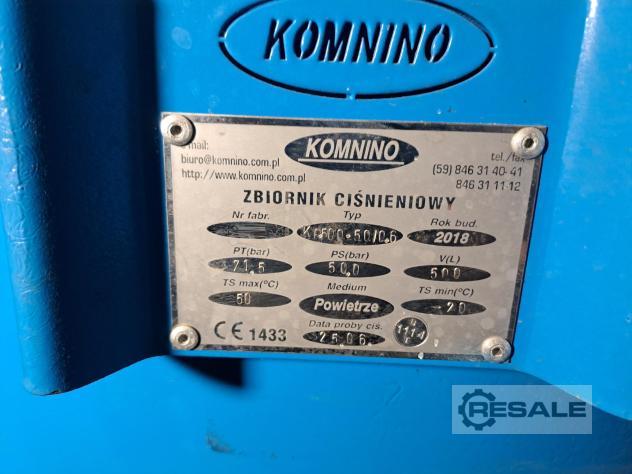 KOMNINO
e-mail:
biuro@komnino.com.pl
http://www.komnino.com.pl
KOMNINO
tel./fax
(59) 846 31 40-41
846 31 11-12
ZBIORNIK CIŚNIENIOWY
Nr fabr. Typ Rok bud.
2018
PT(bar) PS(bar) V(L)
71,5 50,0 500
TS max(°C) Medium TS min(°C)
50 Powietrze -20
CE 1433 Data próby ciś.
25.06
RESALE